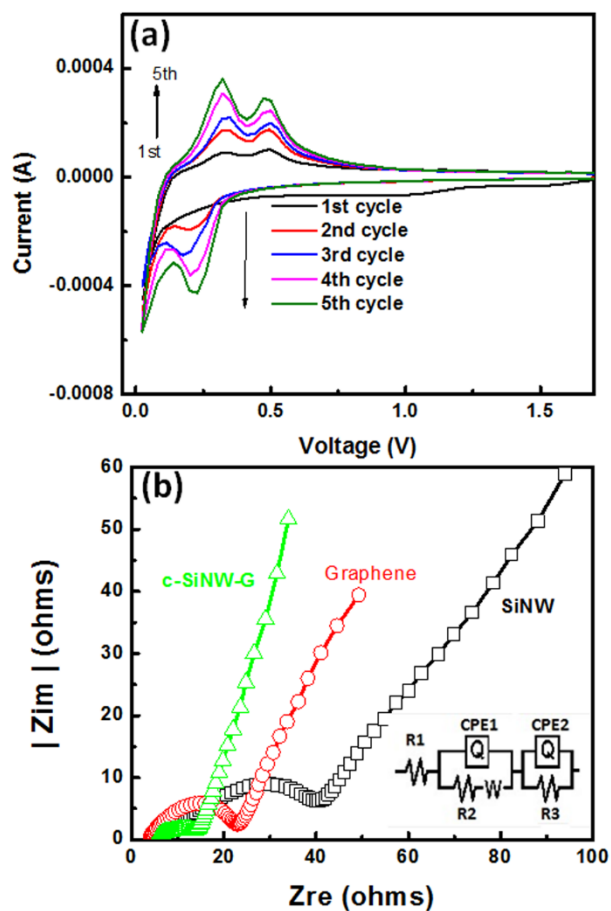 (a)
0.0004
0.0000
-0.0004
-0.0008
Current (A)
5th
1st
1st cycle
2nd cycle
3rd cycle
4th cycle
5th cycle
0.0 0.5 1.0 1.5
Voltage (V)
(b)
60
50
40
30
20
10
0
| ZIm | (ohms)
c-SiNW-G
Graphene
SiNW
CPE1 CPE2
R1 Q Q
W
R2 R3
0 20 40 60 80 100
Zre (ohms)